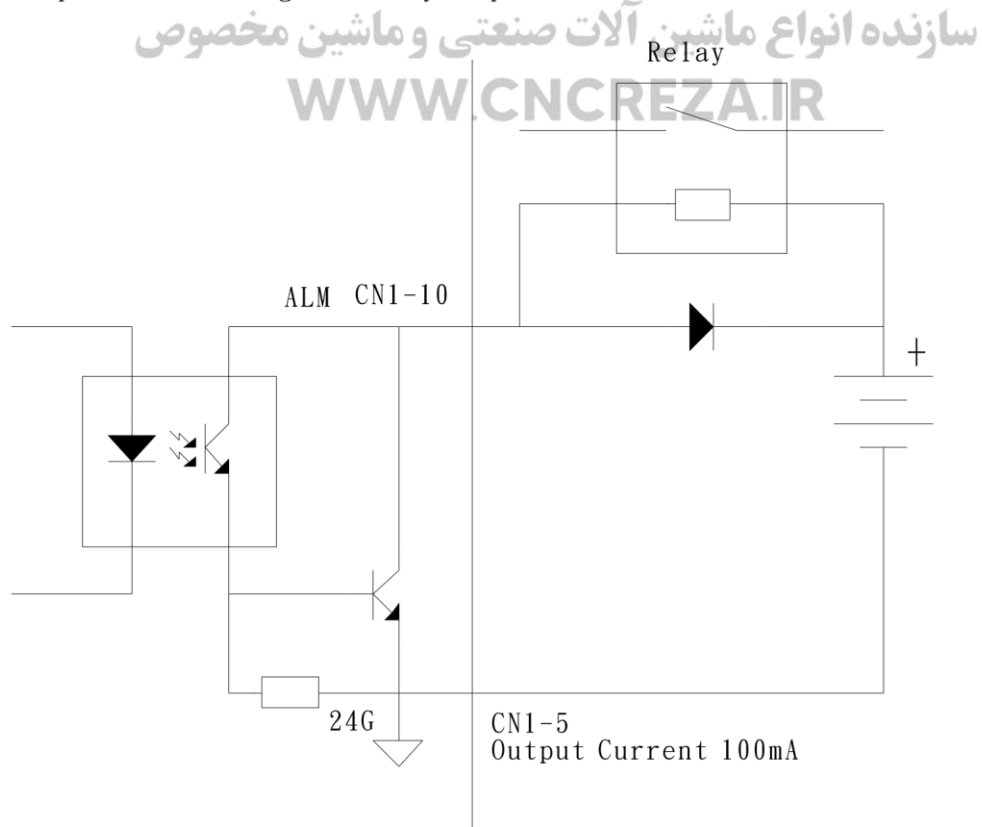 سازنده انواع ماشین آلات صنعتی و ماشین مخصوص
Relay
WWW.CNCREZA.IR
ALM CN1-10
+
24G
CN1-5
Output Current 100mA